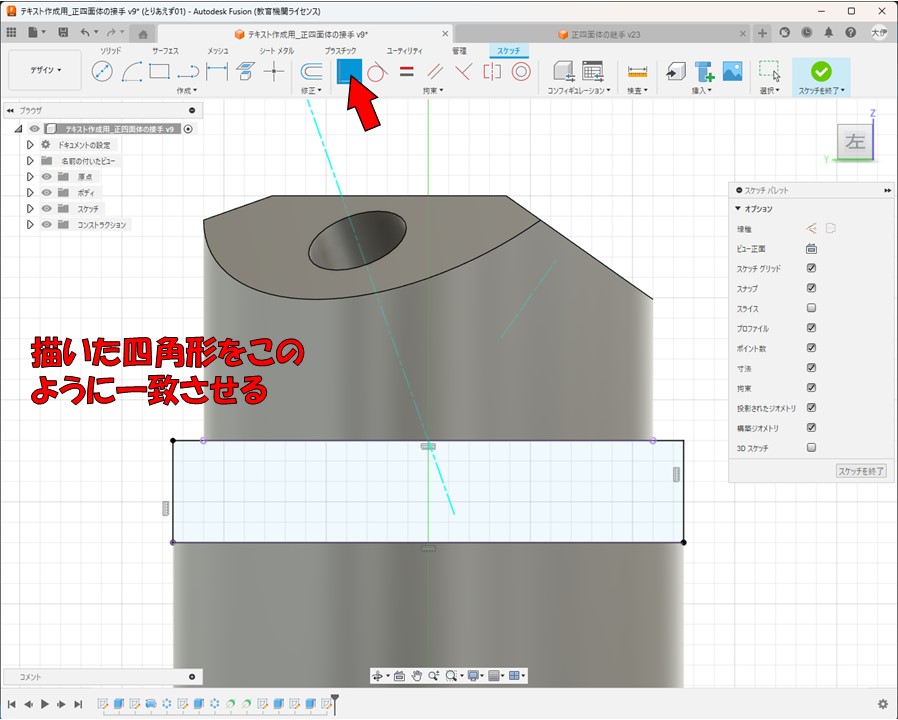 テキスト作成用_正四面体の接手 v9* (とりあえず01) - Autodesk Fusion (教育機関ライセンス)
テキスト作成用_正四面体の接手 v9*
正四面体の継手 v23
大伊
ソリッド サーフェス メッシュ シート メタル プラスチック ユーティリティ 管理 スケッチ
デザイン
作成 修正 拘束 コンフィギュレーション 検査 挿入 選択 スケッチを終了
ブラウザ
テキスト作成用_正四面体の接手 v9
ドキュメントの設定
名前の付いたビュー
原点
ボディ
スケッチ
コンストラクション
描いた四角形をこの
ように一致させる
Z
左
Y
スケッチ パレット
オプション
線種
ビュー正面
スケッチ グリッド
スナップ
スライス
プロファイル
ポイント数
寸法
拘束
投影されたジオメトリ
構築ジオメトリ
3D スケッチ
スケッチを終了
コメント